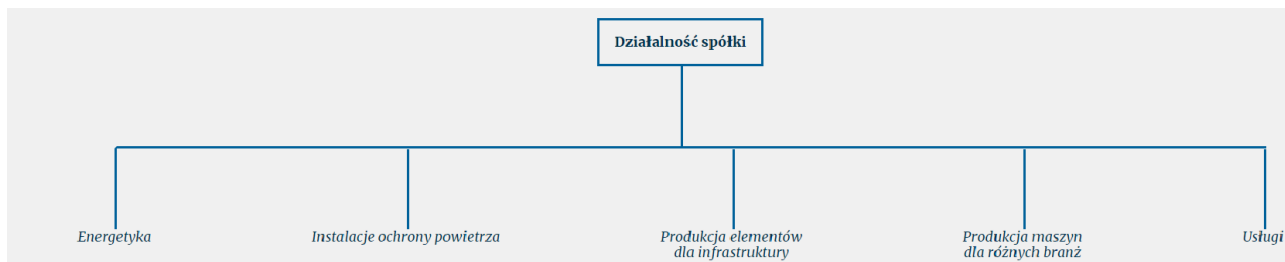 Działalność spółki
Energetyka
Instalacje ochrony powietrza
Produkcja elementów
dla infrastruktury
Produkcja maszyn
dla różnych branż
Usługi